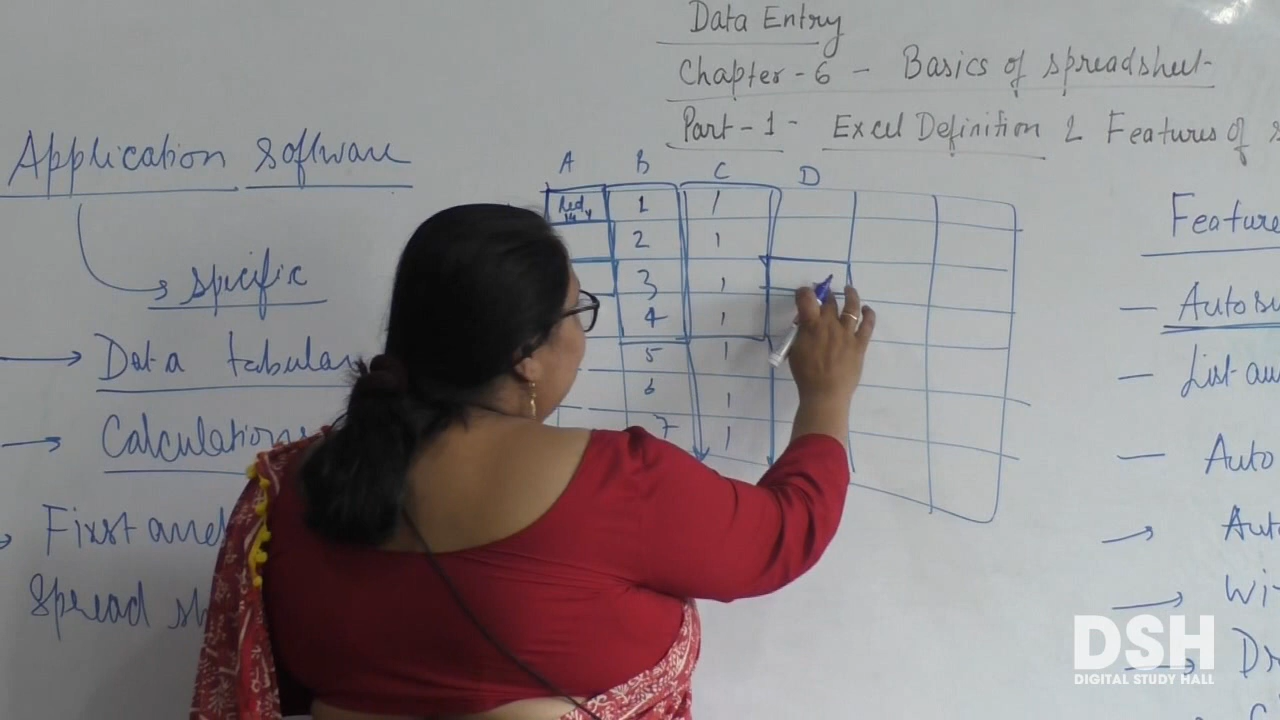 Data Entry
Chapter - 6 - Basics of spreadsheet
Part - 1 - Excel Definition & Features of
Application software
specific
Data tabular
Calculations
First and
Spread
A B C D
1 1
2 1
3 1
4 1
5 1
6 1
7 1
Feature
- Autosu
- List au
- Auto
Auto
Wi
Dr
DSH
DIGITAL STUDY HALL